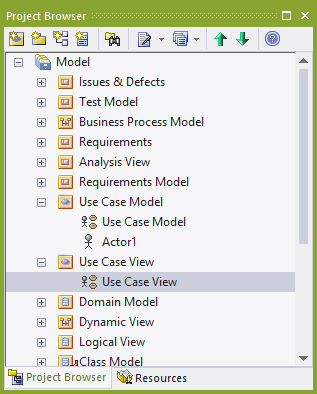 Project Browser
Model
Issues & Defects
Test Model
Business Process Model
Requirements
Analysis View
Requirements Model
Use Case Model
Use Case Model
Actor1
Use Case View
Use Case View
Domain Model
Dynamic View
Logical View
Class Model
Project Browser
Resources